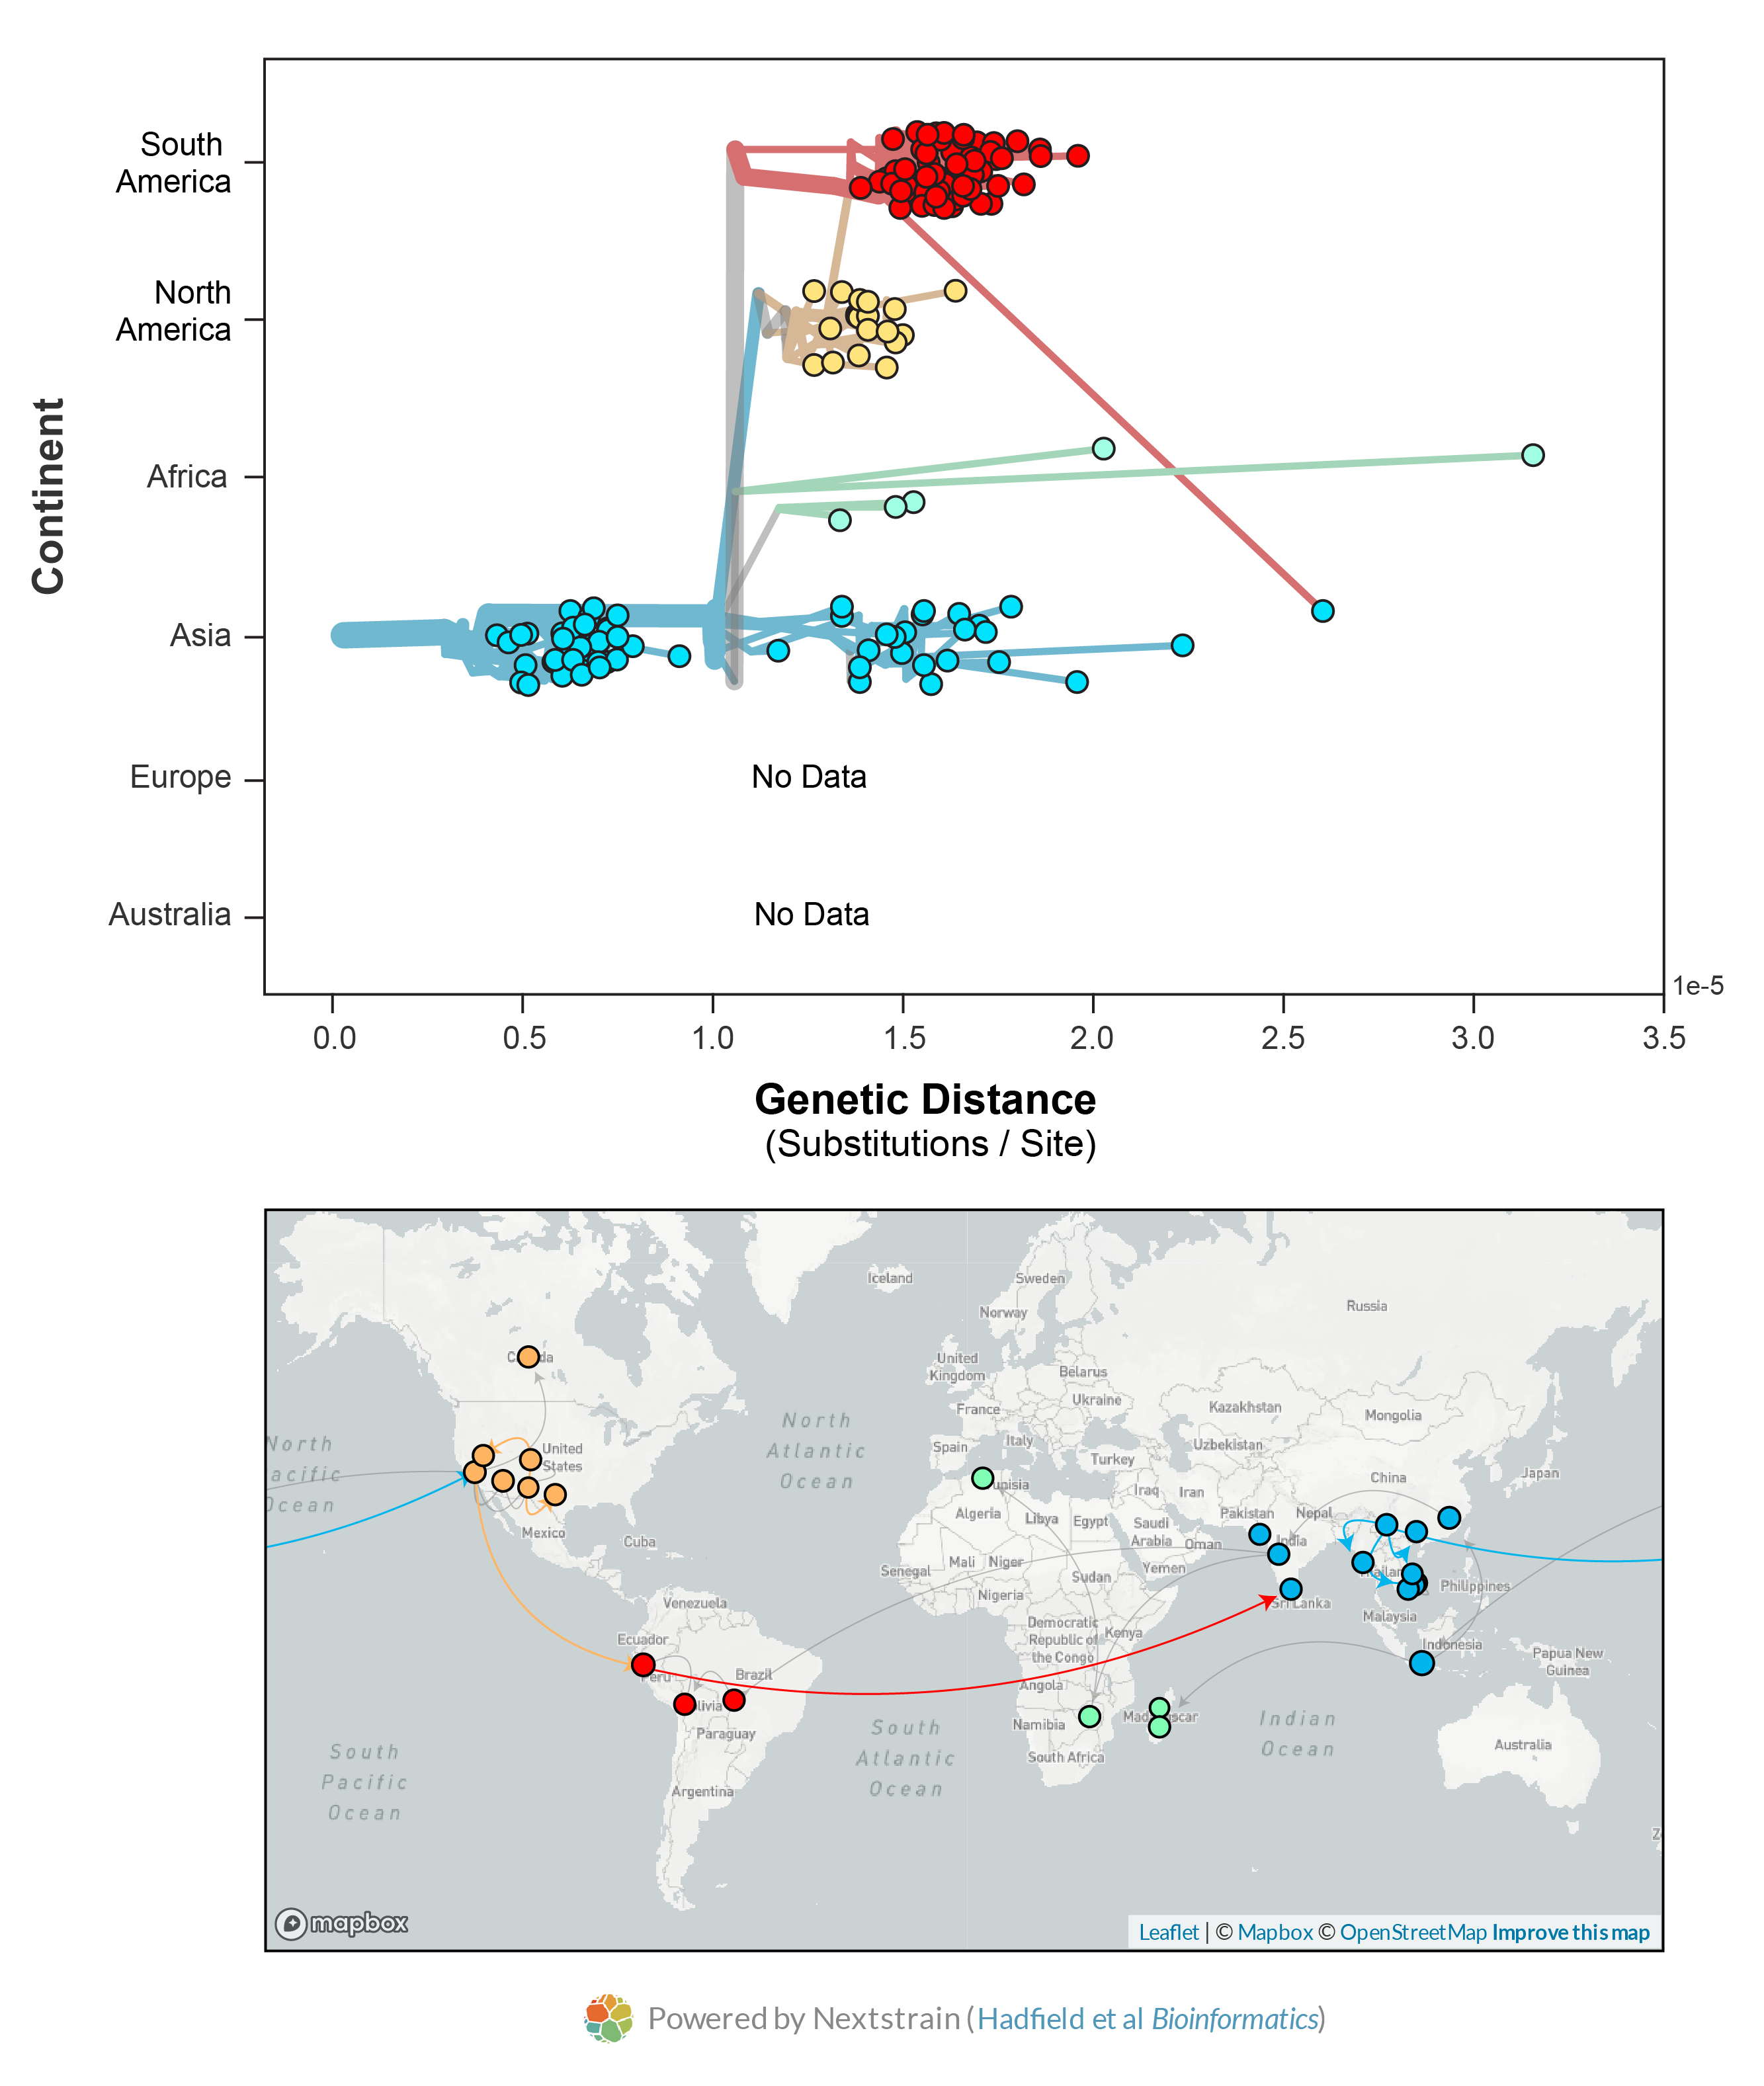 South
America
North
America
Africa
Asia
Europe
Australia
Continent
No Data
No Data
1e-5
0.0 0.5 1.0 1.5 2.0 2.5 3.0 3.5
Genetic Distance
(Substitutions / Site)
Iceland
Sweden
Norway
Russia
United
Kingdom
Belarus
Ukraine
France
Kazakhstan
Mongolia
Spain
Italy
Uzbekistan
Turkey
China
Japan
North
Atlantic
Ocean
North
acific
Ocean
United
States
Mexico
Cuba
unisia
Algeria
Libya
Egypt
Iraq
Iran
Pakistan
Nepal
Saudi
Arabia
Oman
India
Senegal
Mali
Niger
Sudan
Yemen
Nigeria
Philippines
Sri Lanka
Malaysia
Venezuela
Ecuador
Peru
Brazil
livia
Paraguay
Argentina
Democratic
Republic of
the Congo
Kenya
Angola
Namibia
South Africa
Indonesia
Papua New
Guinea
Australia
Indian
Ocean
South
Atlantic
Ocean
South
Pacific
Ocean
mapbox
Leaflet | © Mapbox © OpenStreetMap Improve this map
Powered by Nextstrain (Hadfield et al Bioinformatics)